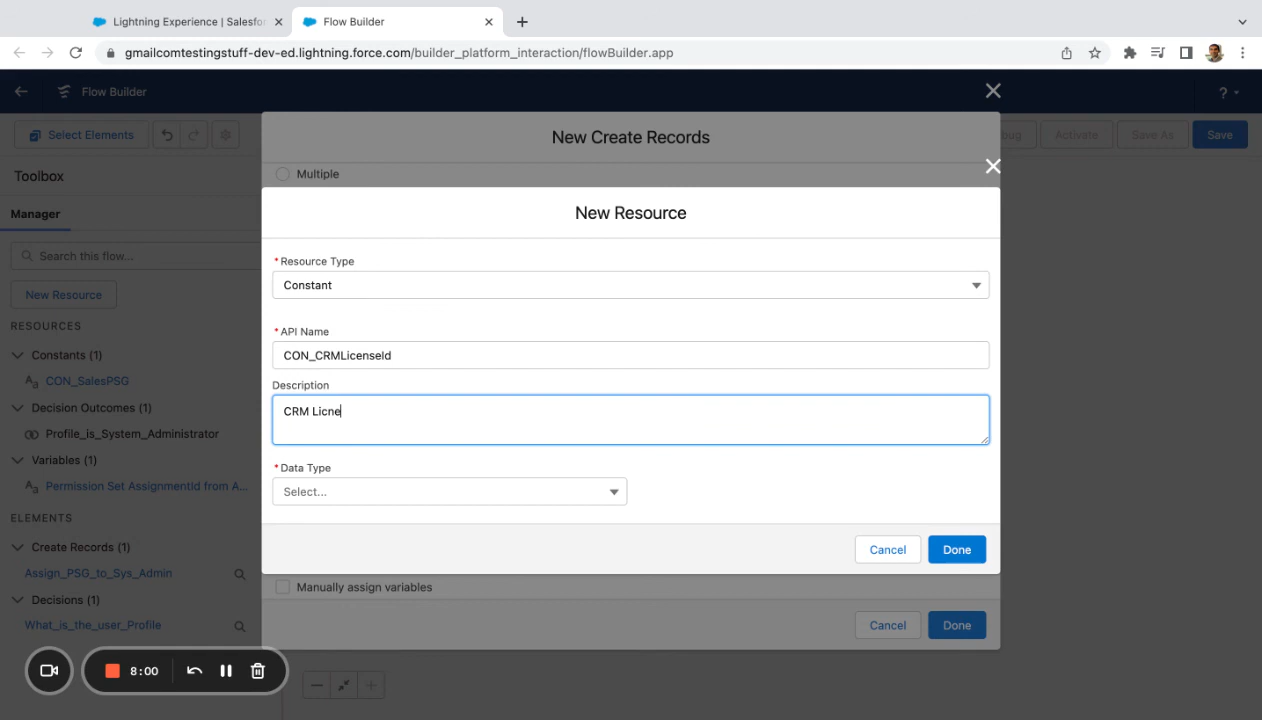 Lightning Experience | Salesfor
Flow Builder
gmailcomtestingstuff-dev-ed.lightning.force.com/builder_platform_interaction/flowBuilder.app
Flow Builder
?
Select Elements
bug
Activate
Save As
Save
New Create Records
Toolbox
Multiple
Manager
New Resource
Search this flow...
*Resource Type
Constant
New Resource
RESOURCES
*API Name
Constants (1)
CON_CRMLicenseId
CON_SalesPSG
Description
Decision Outcomes (1)
CRM Licne
Profile_is_System_Administrator
Variables (1)
*Data Type
Permission Set AssignmentId from A...
Select...
ELEMENTS
Create Records (1)
Cancel
Done
Assign_PSG_to_Sys_Admin
Manually assign variables
Decisions (1)
What_is_the_user_Profile
Cancel
Done
8:00